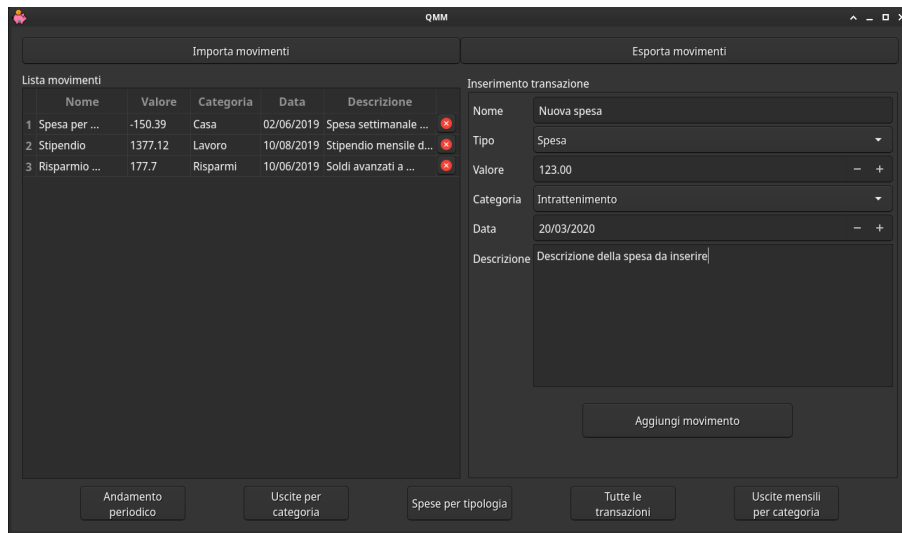 QMM
Importa movimenti
Esporta movimenti
Lista movimenti
Nome Valore Categoria Data Descrizione
1 Spesa per ... -150.39 Casa 02/06/2019 Spesa settimanale ...
2 Stipendio 1377.12 Lavoro 10/08/2019 Stipendio mensile d...
3 Risparmio ... 177.7 Risparmi 10/06/2019 Soldi avanzati a ...
Inserimento transazione
Nome Nuova spesa
Tipo Spesa
Valore 123.00 − +
Categoria Intrattenimento
Data 20/03/2020 − +
Descrizione Descrizione della spesa da inserire
Aggiungi movimento
Andamento
periodico
Uscite per
categoria
Spese per tipologia
Tutte le
transazioni
Uscite mensili
per categoria